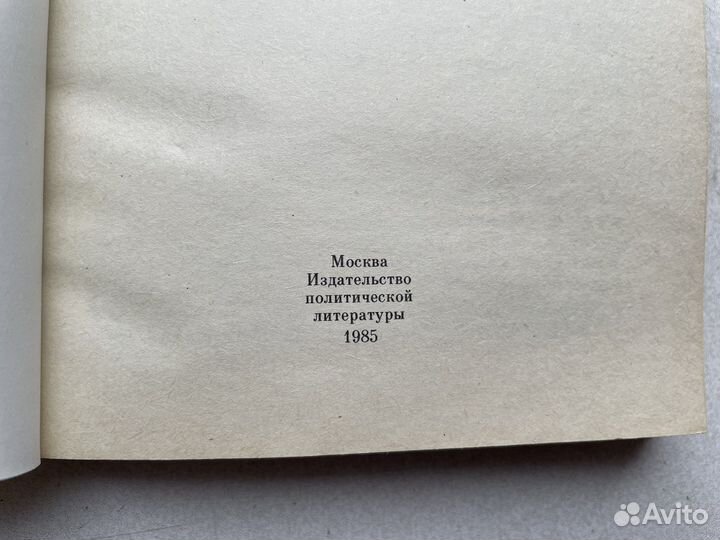 Москва
Издательство
политической
литературы
1985
Avito